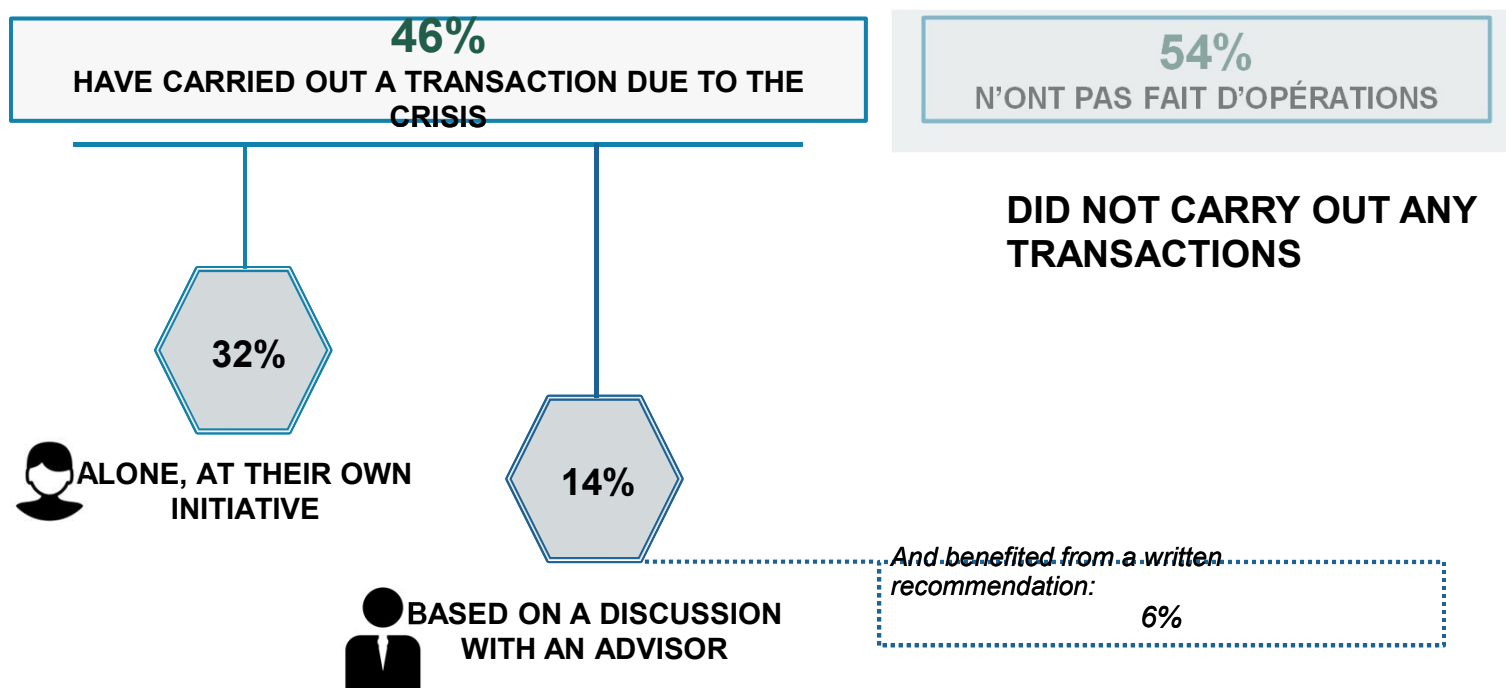 46%
HAVE CARRIED OUT A TRANSACTION DUE TO THE
CRISIS
54%
N'ONT PAS FAIT D'OPÉRATIONS
DID NOT CARRY OUT ANY
TRANSACTIONS
32%
ALONE, AT THEIR OWN
INITIATIVE
14%
BASED ON A DISCUSSION
WITH AN ADVISOR
And benefited from a written
recommendation:
6%